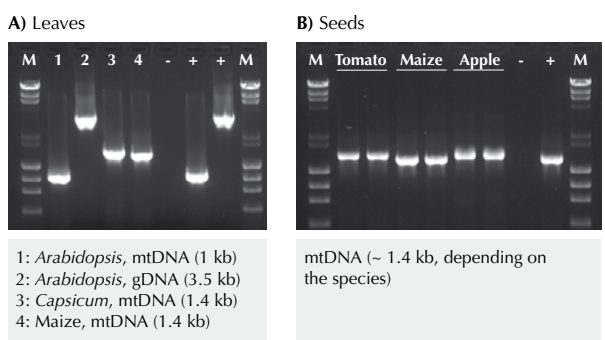 A) Leaves
M 1 2 3 4 - + + M
1: Arabidopsis, mtDNA (1 kb)
2: Arabidopsis, gDNA (3.5 kb)
3: Capsicum, mtDNA (1.4 kb)
4: Maize, mtDNA (1.4 kb)
B) Seeds
M Tomato Maize Apple - + M
mtDNA (~ 1.4 kb, depending on
the species)